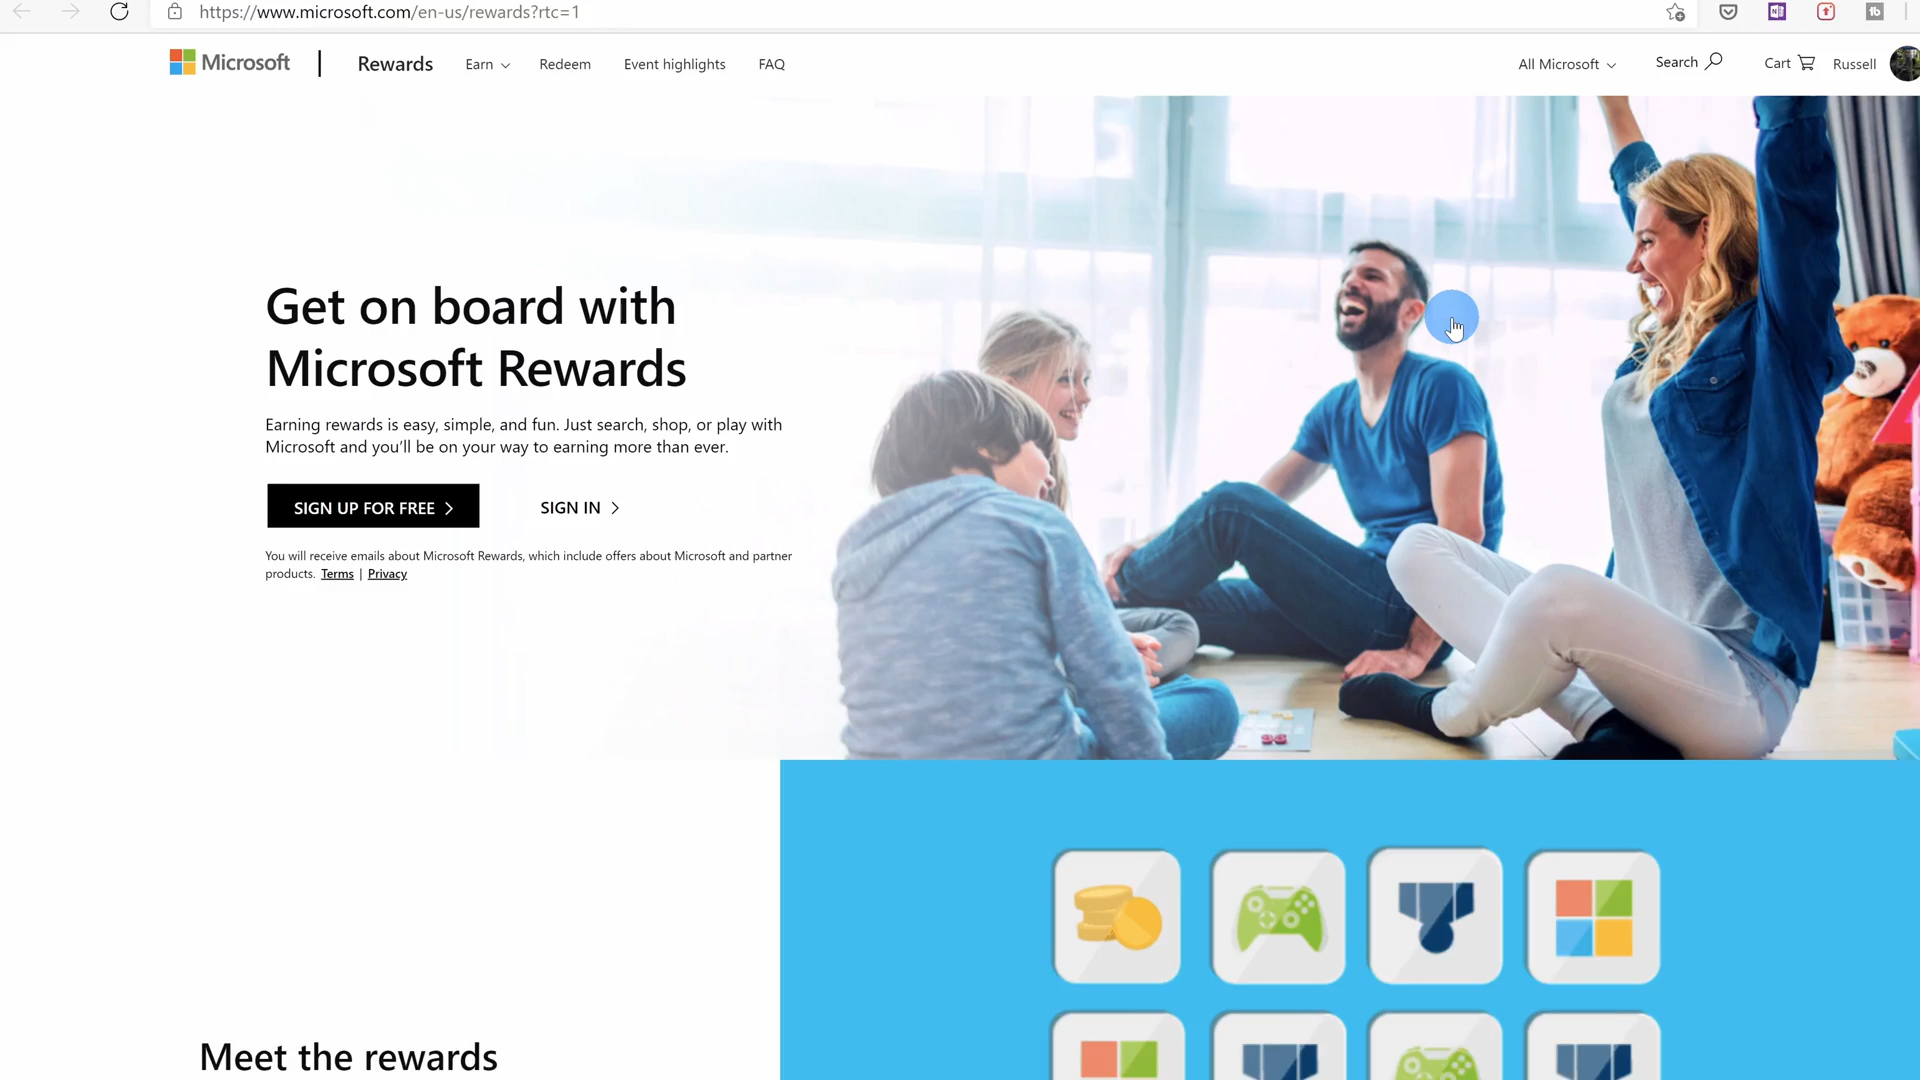 https://www.microsoft.com/en-us/rewards?rtc=1
Microsoft | Rewards Earn Redeem Event highlights FAQ All Microsoft Search Cart Russell
Get on board with
Microsoft Rewards
Earning rewards is easy, simple, and fun. Just search, shop, or play with
Microsoft and you’ll be on your way to earning more than ever.
SIGN UP FOR FREE SIGN IN
You will receive emails about Microsoft Rewards, which include offers about Microsoft and partner
products. Terms | Privacy
Meet the rewards